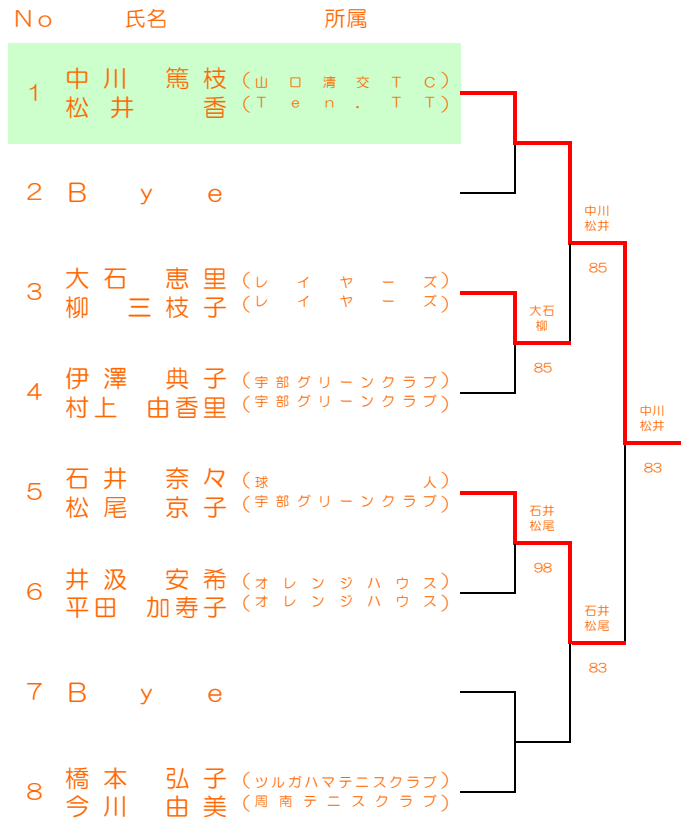 No 氏名 所属
1 中川 篤枝 (山口清交TC)
松井 香 (Ten.TT)
2 Bye
中川
松井
85
3 大石 恵里 (レイヤーズ)
柳 三枝子 (レイヤーズ)
大石
柳
85
4 伊澤 典子 (宇部グリーンクラブ)
村上 由香里 (宇部グリーンクラブ)
中川
松井
83
5 石井 奈々 (球人)
松尾 京子 (宇部グリーンクラブ)
石井
松尾
98
6 井汲 安希 (オレンジハウス)
平田 加寿子 (オレンジハウス)
石井
松尾
83
7 Bye
8 橋本 弘子 (ツルガハマテニスクラブ)
今川 由美 (周南テニスクラブ)